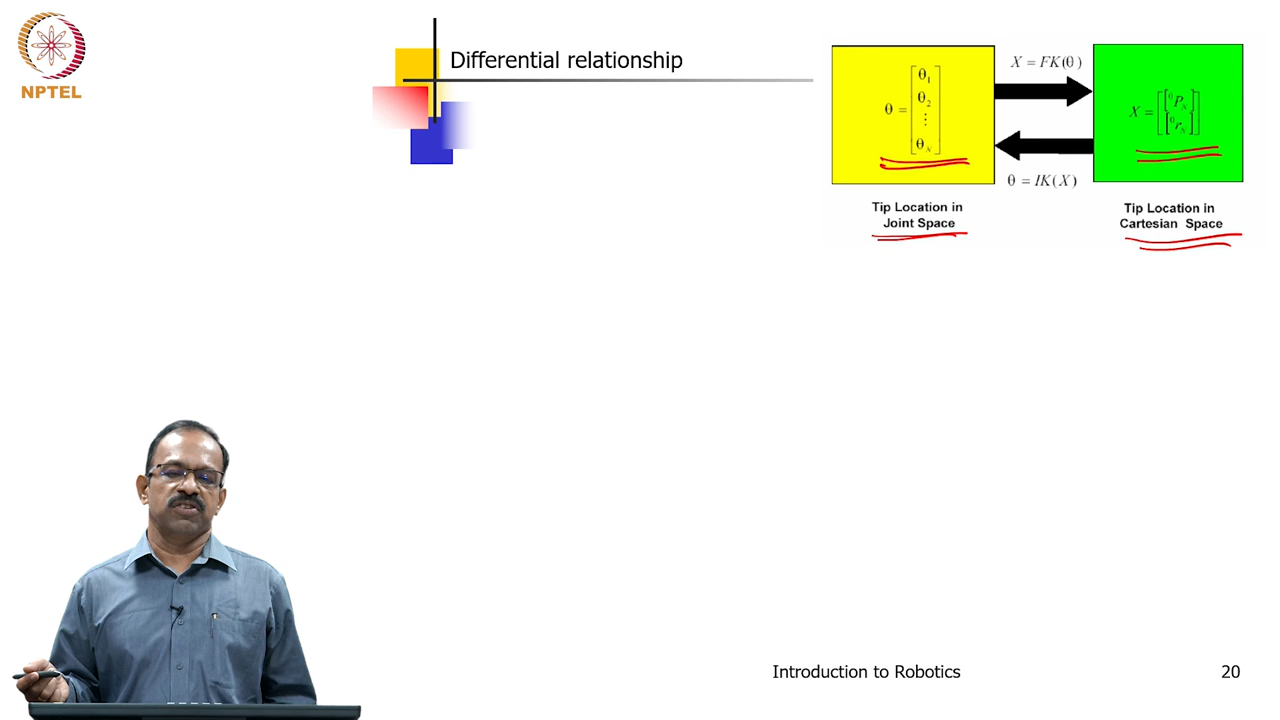 NPTEL
Differential relationship
X = FK(θ)
θ = [θ₁ θ₂ ⋮ θ_N]
X = [[⁰P_N] [⁰r_N]]
θ = IK(X)
Tip Location in
Joint Space
Tip Location in
Cartesian Space
Introduction to Robotics
20